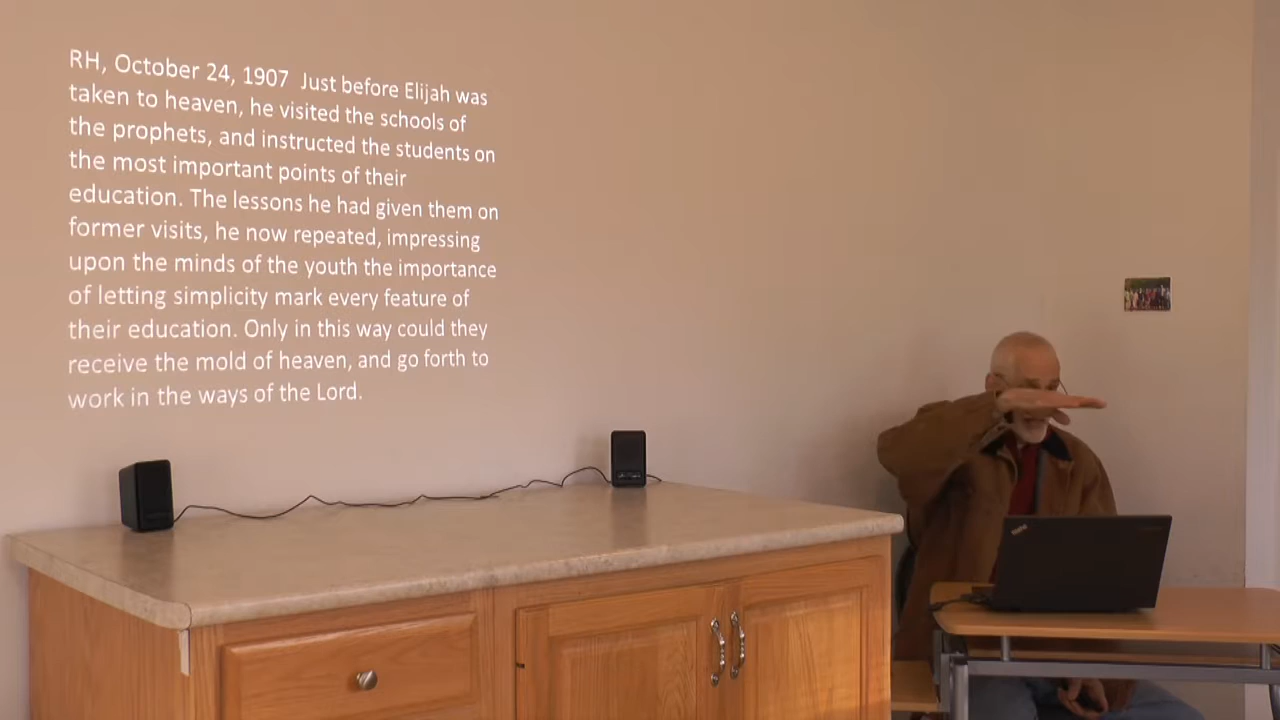 RH, October 24, 1907 Just before Elijah was
taken to heaven, he visited the schools of
the prophets, and instructed the students on
the most important points of their
education. The lessons he had given them on
former visits, he now repeated, impressing
upon the minds of the youth the importance
of letting simplicity mark every feature of
their education. Only in this way could they
receive the mold of heaven, and go forth to
work in the ways of the Lord.
ThinkPad